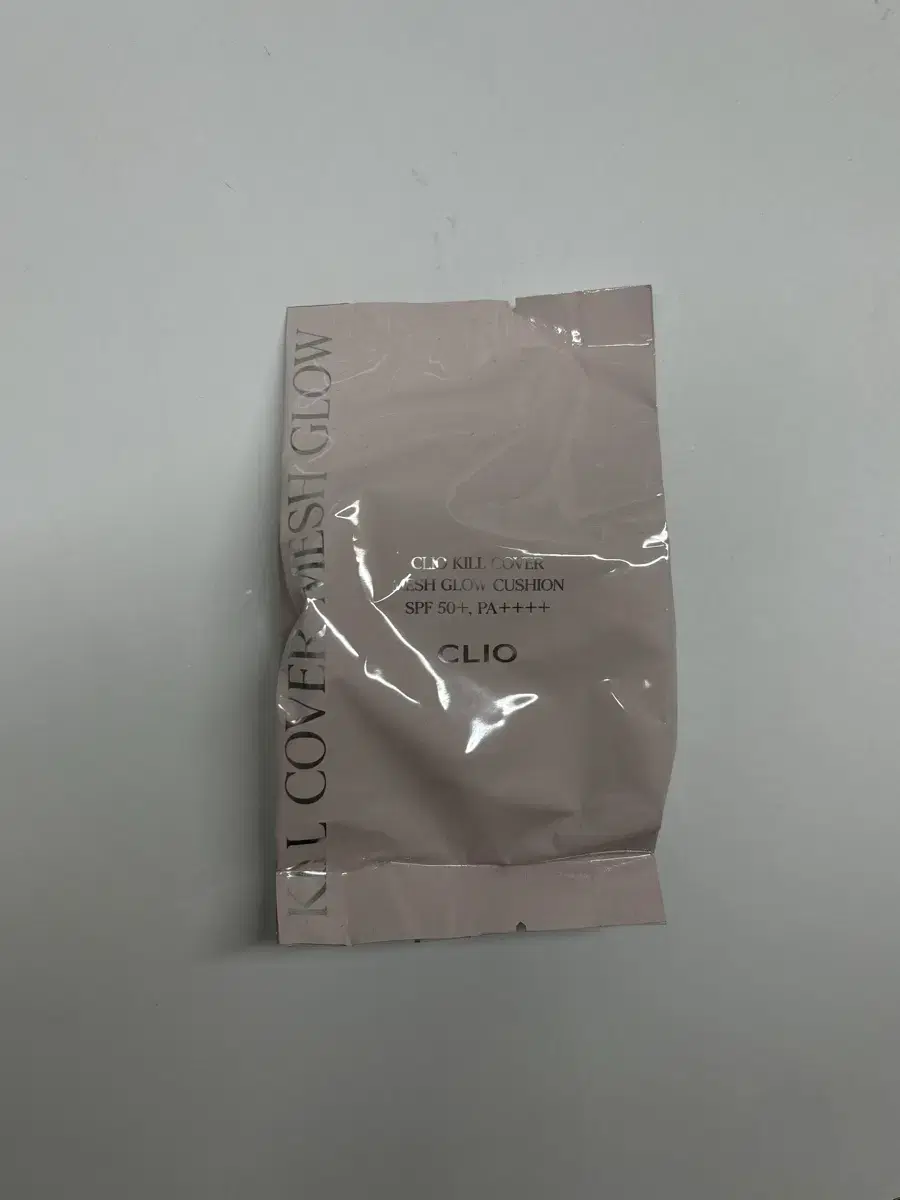 KILL COVER MESH GLOW
CLIO KILL COVER
MESH GLOW CUSHION
SPF 50+, PA++++
CLIO